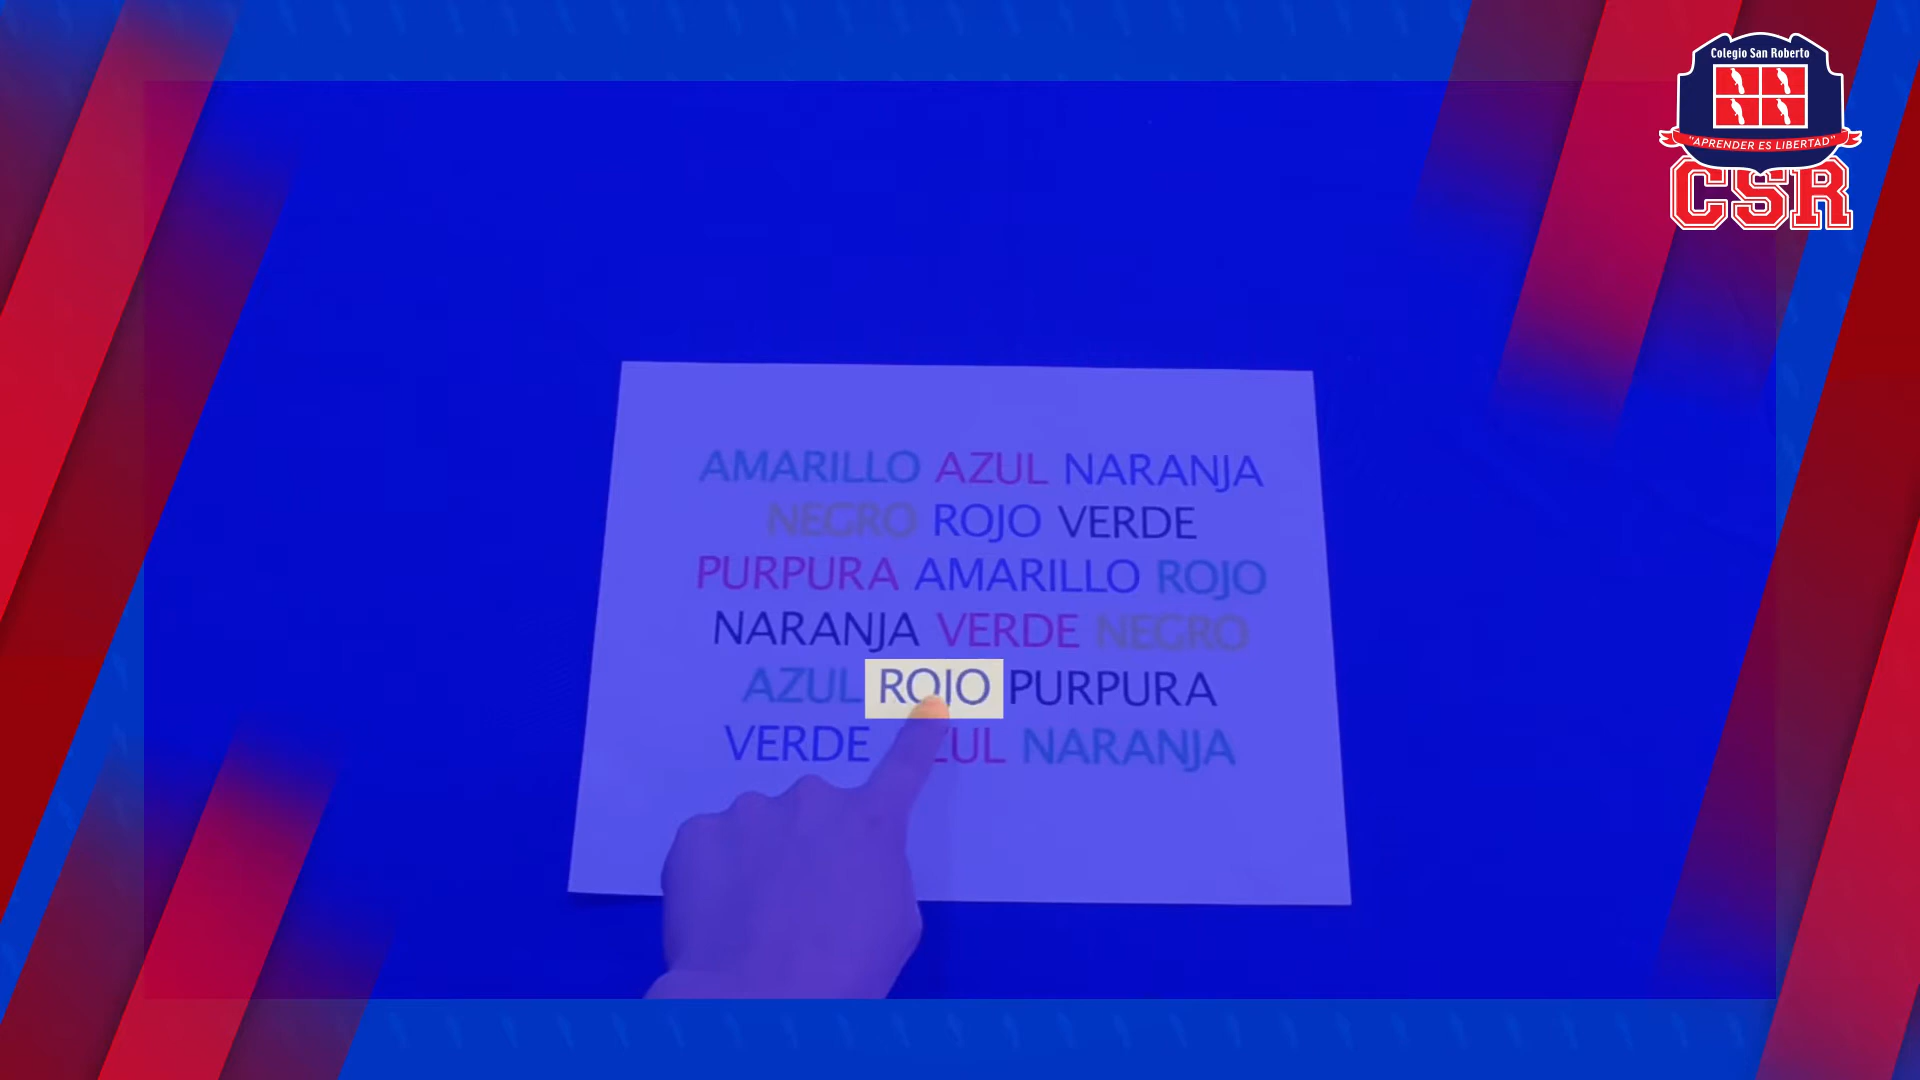 Colegio San Roberto
"APRENDER ES LIBERTAD"
CSR
AMARILLO AZUL NARANJA
NEGRO ROJO VERDE
PURPURA AMARILLO ROJO
NARANJA VERDE NEGRO
AZUL ROJO PURPURA
VERDE AZUL NARANJA